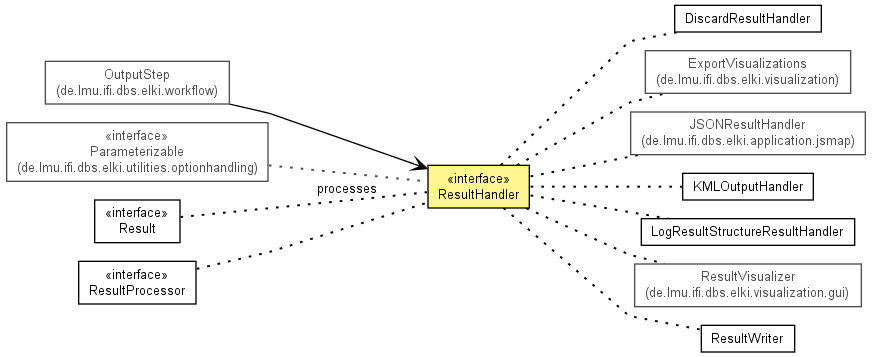 OutputStep
(de.lmu.ifi.dbs.elki.workflow)
«interface»
Parameterizable
(de.lmu.ifi.dbs.elki.utilities.optionhandling)
«interface»
Result
«interface»
ResultProcessor
processes
«interface»
ResultHandler
DiscardResultHandler
ExportVisualizations
(de.lmu.ifi.dbs.elki.visualization)
JSONResultHandler
(de.lmu.ifi.dbs.elki.application.jsmap)
KMLOutputHandler
LogResultStructureResultHandler
ResultVisualizer
(de.lmu.ifi.dbs.elki.visualization.gui)
ResultWriter